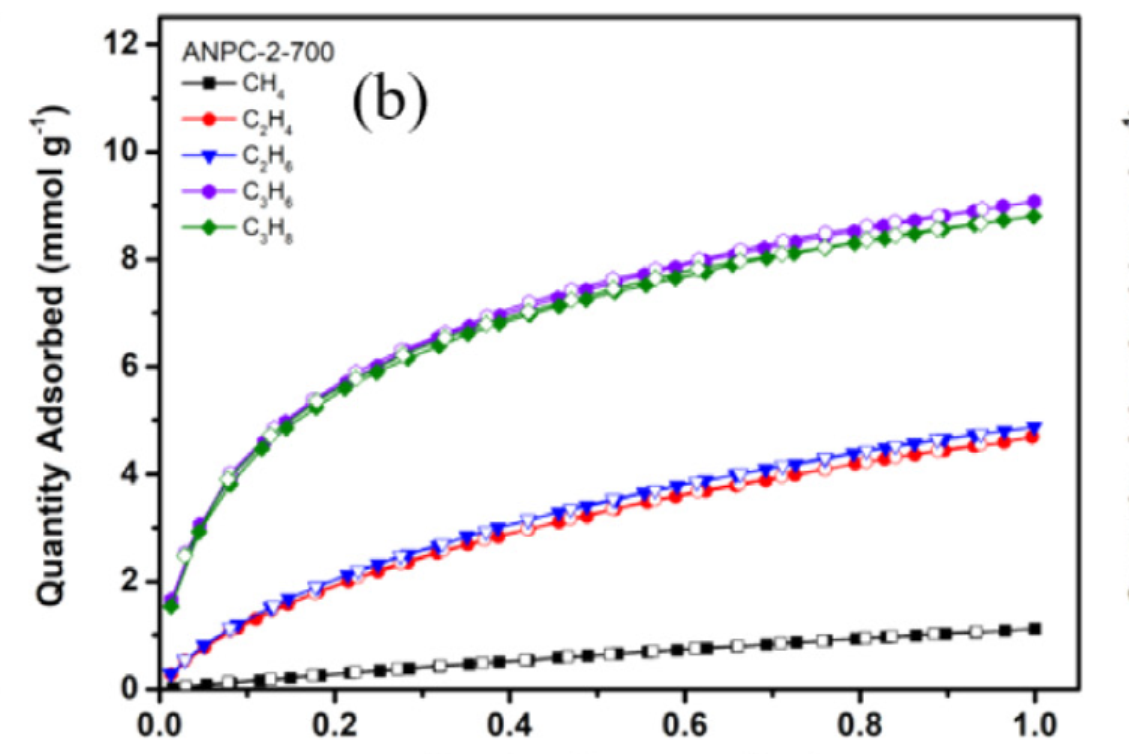 12
10
8
6
4
2
0
Quantity Adsorbed (mmol g⁻¹)
ANPC-2-700
CH₄
C₂H₄
C₂H₆
C₃H₆
C₃H₈
(b)
0.0 0.2 0.4 0.6 0.8 1.0